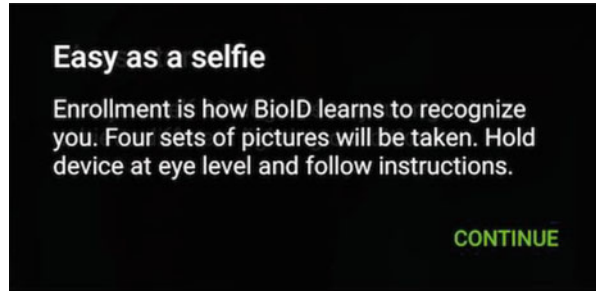 Easy as a selfie
Enrollment is how BioID learns to recognize
you. Four sets of pictures will be taken. Hold
device at eye level and follow instructions.
CONTINUE